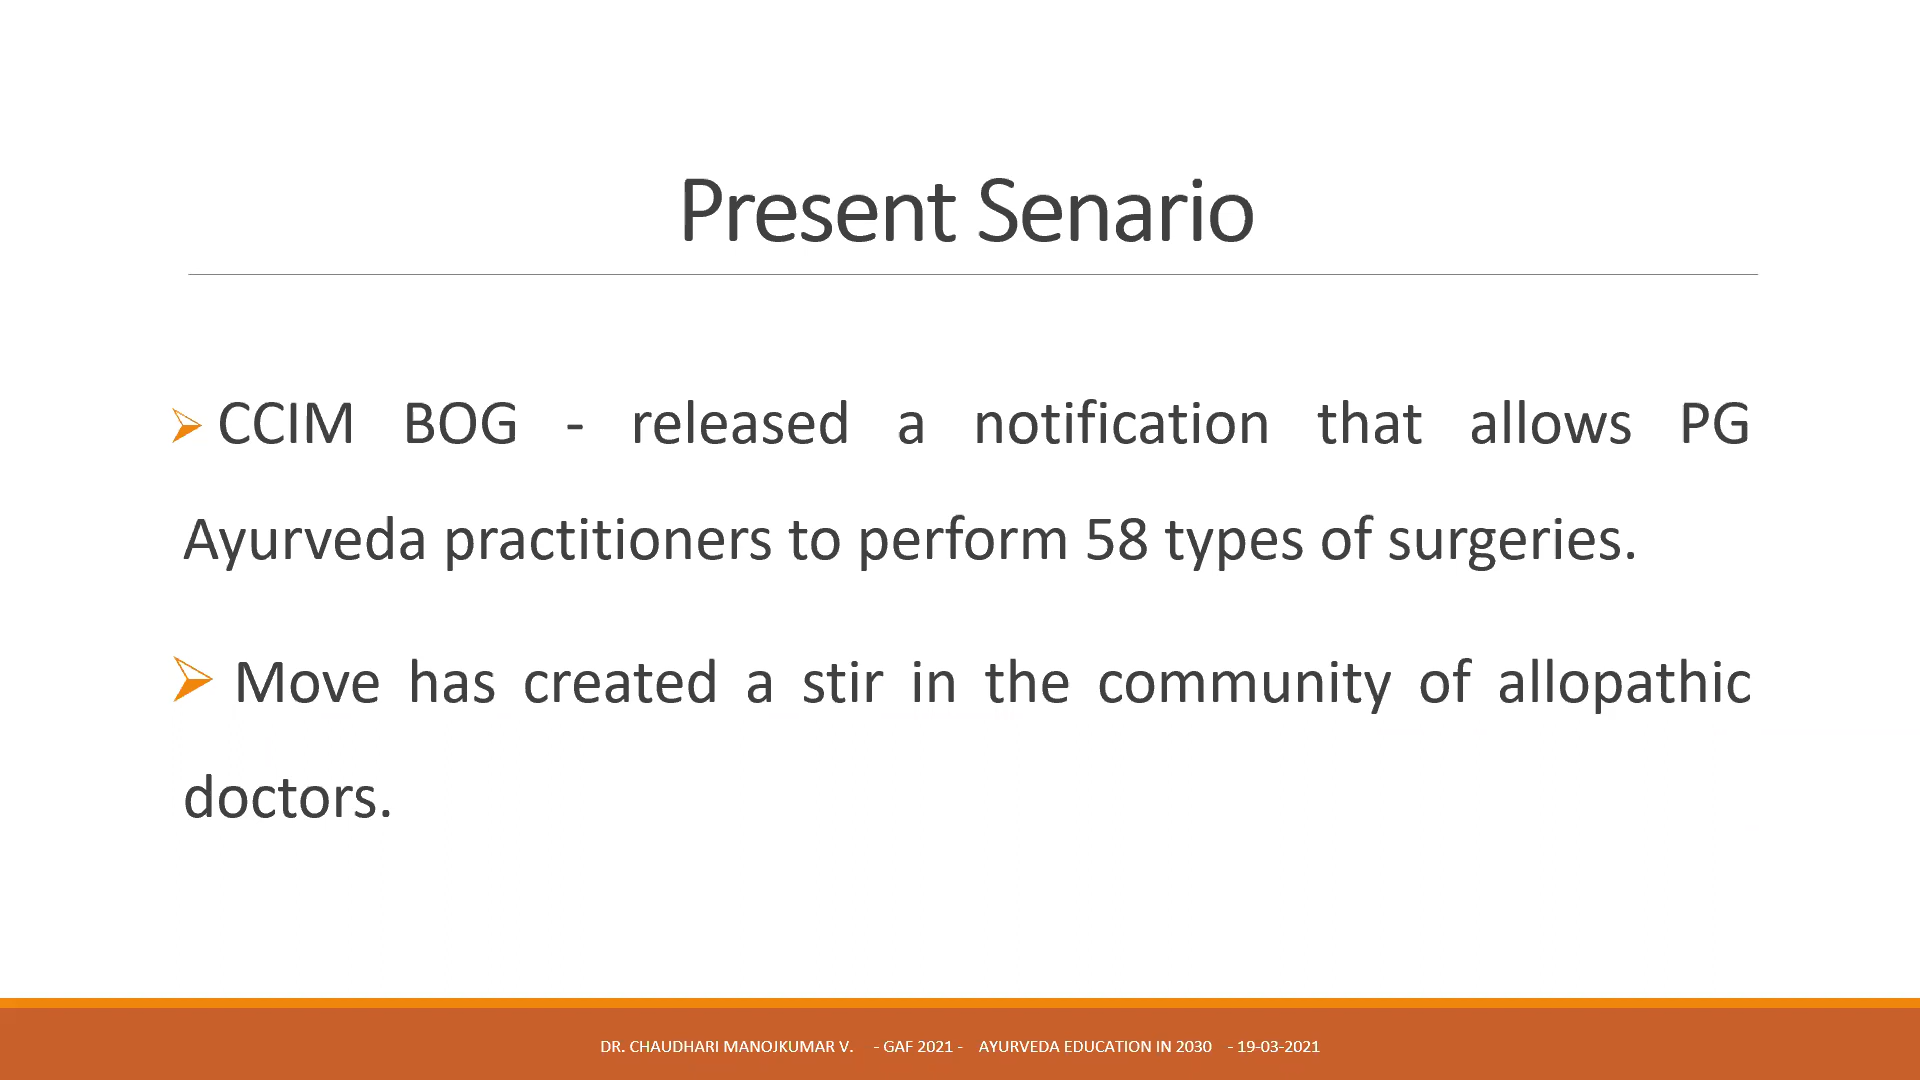 Present Senario
CCIM BOG - released a notification that allows PG
Ayurveda practitioners to perform 58 types of surgeries.
Move has created a stir in the community of allopathic
doctors.
DR. CHAUDHARI MANOJKUMAR V. - GAF 2021 - AYURVEDA EDUCATION IN 2030 - 19-03-2021